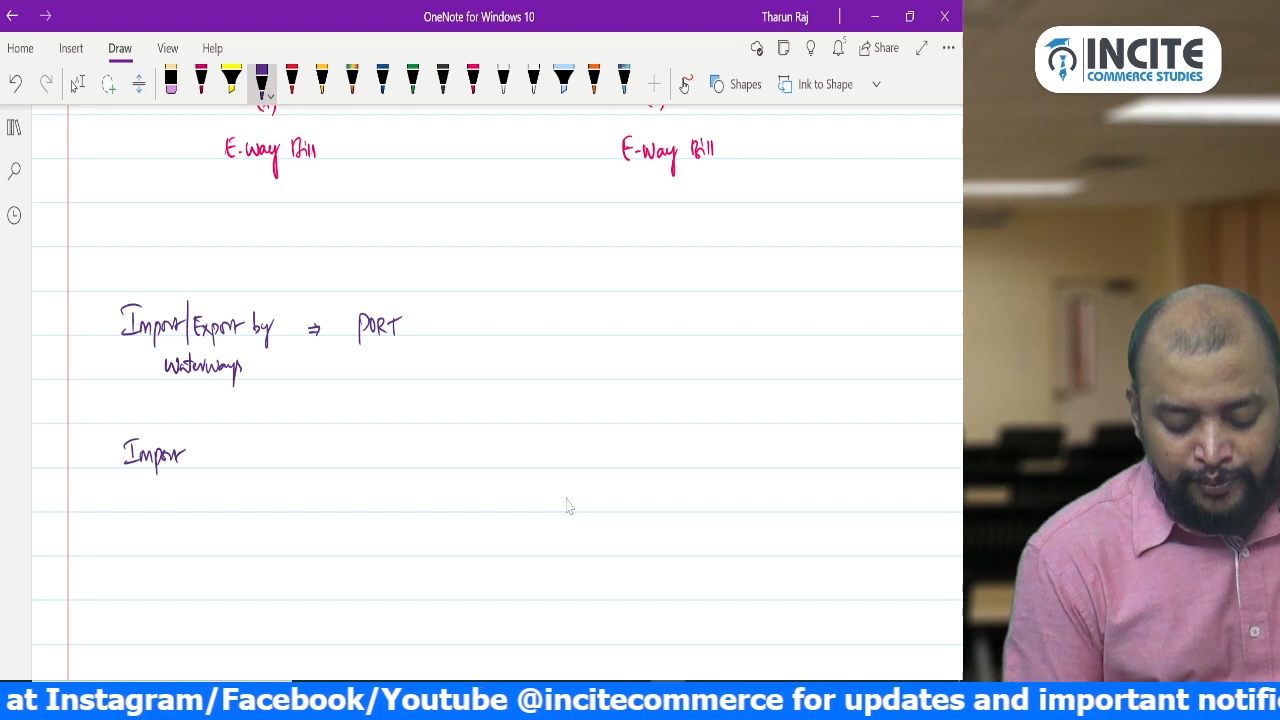 OneNote for Windows 10
Tharun Raj
Home Insert Draw View Help
5
Share
Shapes
Ink to Shape
INCITE
COMMERCE STUDIES
E-Way Bill
E-Way Bill
Import/Export by ⇒ PORT
Waterways
Import
at Instagram/Facebook/Youtube @incitecommerce for updates and important notifi